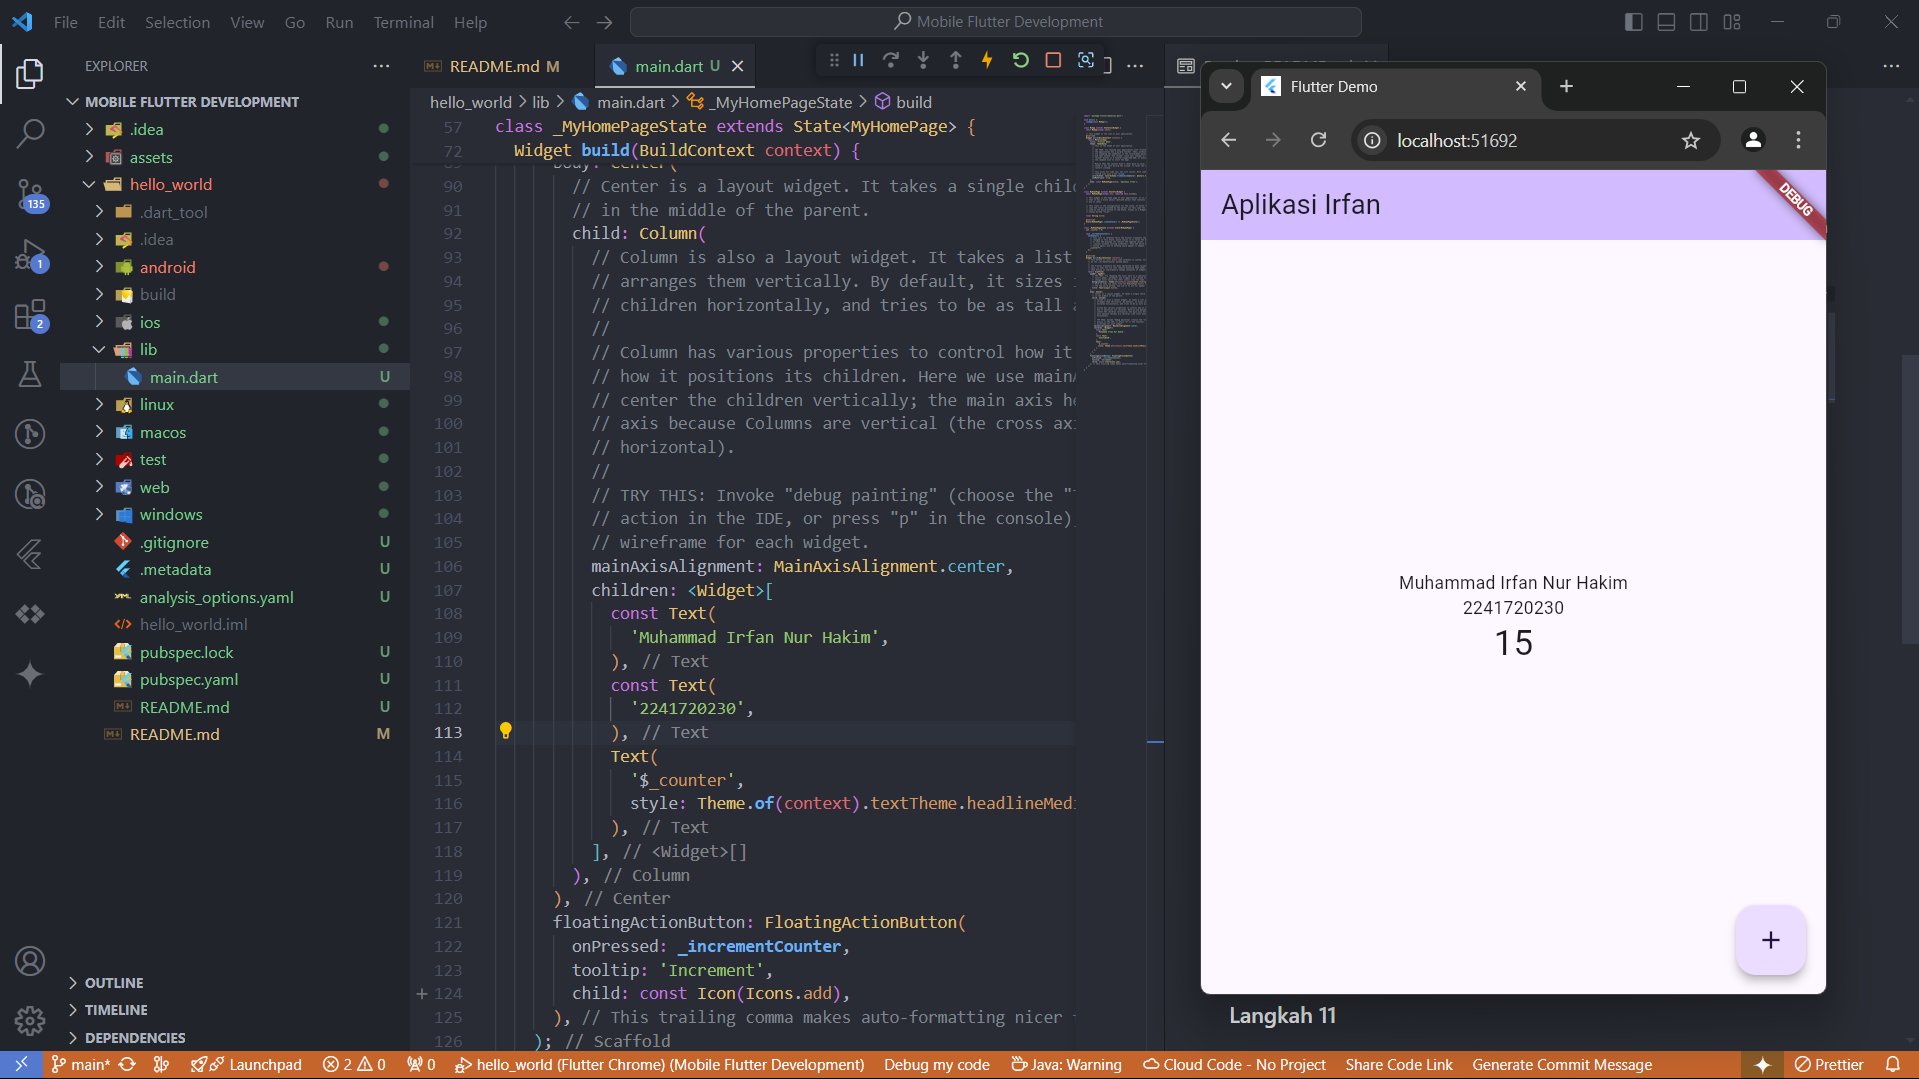 File Edit Selection View Go Run Terminal Help
Mobile Flutter Development
EXPLORER
MOBILE FLUTTER DEVELOPMENT
.idea
assets
hello_world
.dart_tool
.idea
android
build
ios
lib
main.dart U
linux
macos
test
web
windows
.gitignore U
.metadata U
analysis_options.yaml U
hello_world.iml
pubspec.lock U
pubspec.yaml U
README.md U
README.md M
OUTLINE
TIMELINE
DEPENDENCIES
135
1
2
README.md M
main.dart U
hello_world > lib > main.dart > _MyHomePageState > build
57 class _MyHomePageState extends State<MyHomePage> {
72 Widget build(BuildContext context) {
body: Center(
90 // Center is a layout widget. It takes a single chil
91 // in the middle of the parent.
92 child: Column(
93 // Column is also a layout widget. It takes a list
94 // arranges them vertically. By default, it sizes
95 // children horizontally, and tries to be as tall
96 //
97 // Column has various properties to control how it
98 // how it positions its children. Here we use main
99 // center the children vertically; the main axis
100 // axis because Columns are vertical (the cross
101 // horizontal).
102 //
103 // TRY THIS: Invoke "debug painting" (choose the
104 // action in the IDE, or press "p" in the console)
105 // wireframe for each widget.
106 mainAxisAlignment: MainAxisAlignment.center,
107 children: <Widget>[
108 const Text(
109 'Muhammad Irfan Nur Hakim',
110 ), // Text
111 const Text(
112 '2241720230',
113 ), // Text
114 Text(
115 '$_counter',
116 style: Theme.of(context).textTheme.headlineMed
117 ), // Text
118 ], // <Widget>[]
119 ), // Column
120 ), // Center
121 floatingActionButton: FloatingActionButton(
122 onPressed: _incrementCounter,
123 tooltip: 'Increment',
124 child: const Icon(Icons.add),
125 ), // This trailing comma makes auto-formatting nicer
126 ); // Scaffold
Flutter Demo
localhost:51692
Aplikasi Irfan
DEBUG
Muhammad Irfan Nur Hakim
2241720230
15
+
Langkah 11
main* Launchpad 2 0 0 hello_world (Flutter Chrome) (Mobile Flutter Development) Debug my code Java: Warning Cloud Code - No Project Share Code Link Generate Commit Message Prettier